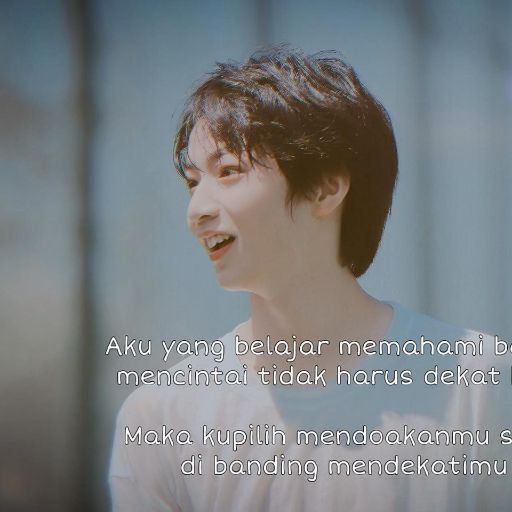 Aku yang belajar memahami
mencintai tidak harus dekat
Maka kupilih mendoakanmu
di banding mendekatimu